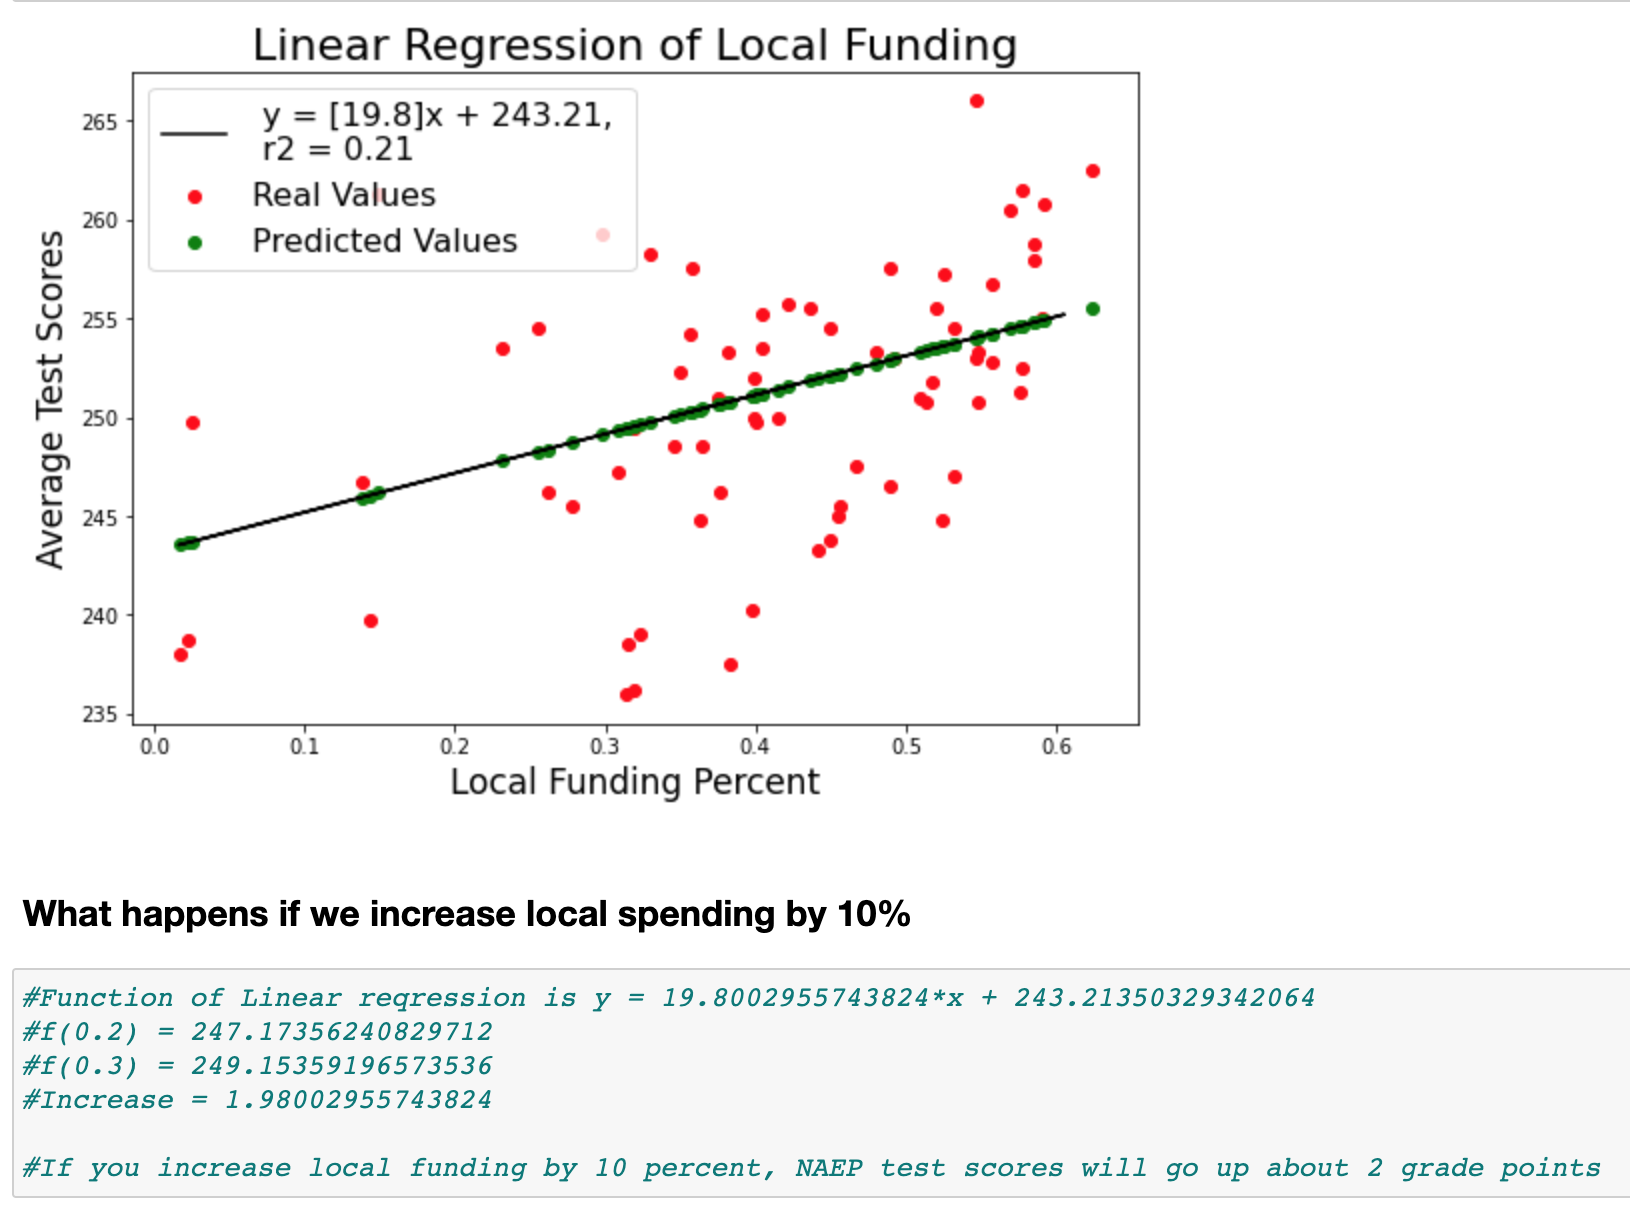 Linear Regression of Local Funding
y = [19.8]x + 243.21,
r2 = 0.21
Real Values
Predicted Values
Average Test Scores
265
260
255
250
245
240
235
0.0 0.1 0.2 0.3 0.4 0.5 0.6
Local Funding Percent
What happens if we increase local spending by 10%
#Function of Linear reqression is y = 19.8002955743824*x + 243.21350329342064
#f(0.2) = 247.17356240829712
#f(0.3) = 249.15359196573536
#Increase = 1.98002955743824
#If you increase local funding by 10 percent, NAEP test scores will go up about 2 grade points